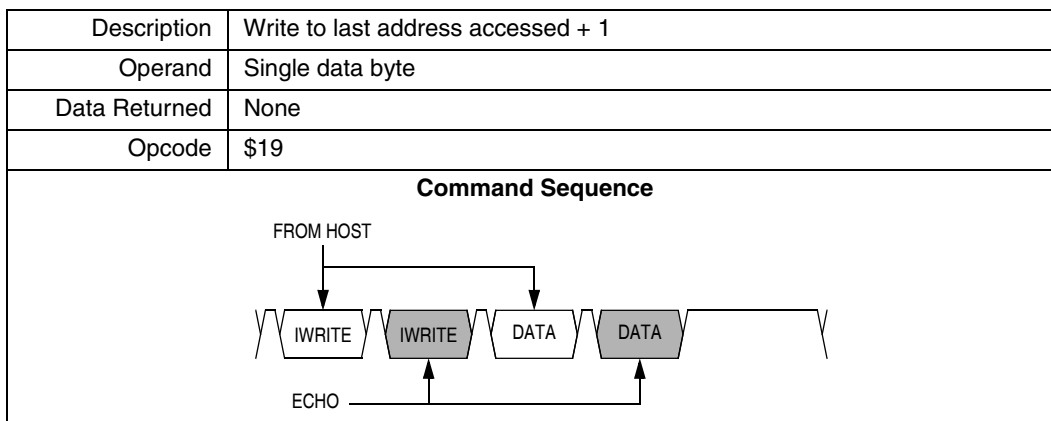 Description Write to last address accessed + 1
Operand Single data byte
Data Returned None
Opcode $19
Command Sequence
FROM HOST
IWRITE IWRITE DATA DATA
ECHO